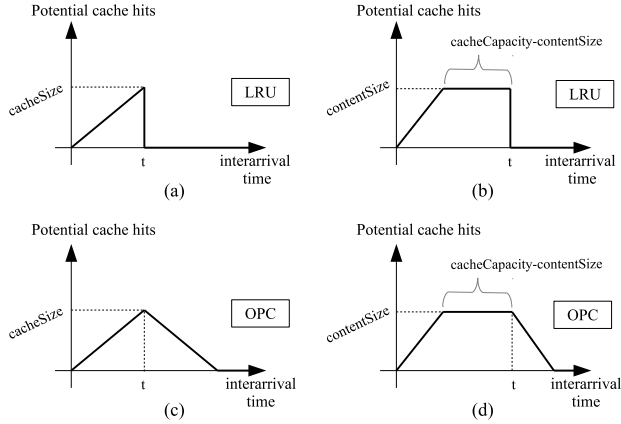 Potential cache hits
cacheSize
LRU
t
interarrival
time
(a)
Potential cache hits
cacheCapacity-contentSize
contentSize
LRU
t
interarrival
time
(b)
Potential cache hits
cacheSize
OPC
t
interarrival
time
(c)
Potential cache hits
cacheCapacity-contentSize
contentSize
OPC
t
interarrival
time
(d)